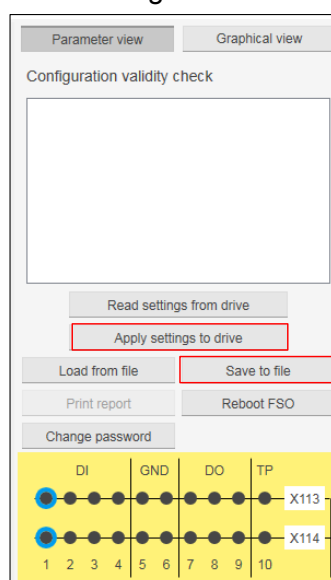 Parameter view Graphical view
Configuration validity check
Read settings from drive
Apply settings to drive
Load from file Save to file
Print report Reboot FSO
Change password
DI GND DO TP
X113
X114
1 2 3 4 5 6 7 8 9 10